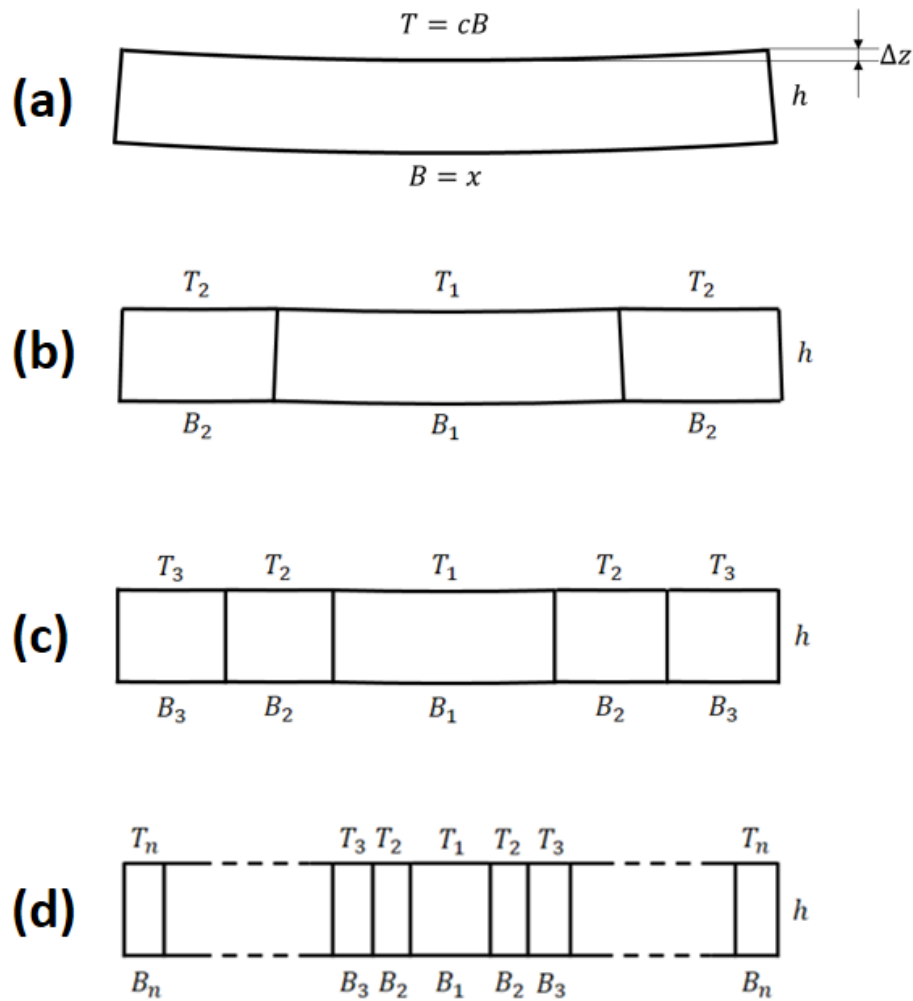 T = cB
Δz
(a)
h
B = x
T₂ T₁ T₂
(b)
h
B₂ B₁ B₂
T₃ T₂ T₁ T₂ T₃
(c)
h
B₃ B₂ B₁ B₂ B₃
Tₙ T₃ T₂ T₁ T₂ T₃ Tₙ
(d)
h
Bₙ B₃ B₂ B₁ B₂ B₃ Bₙ